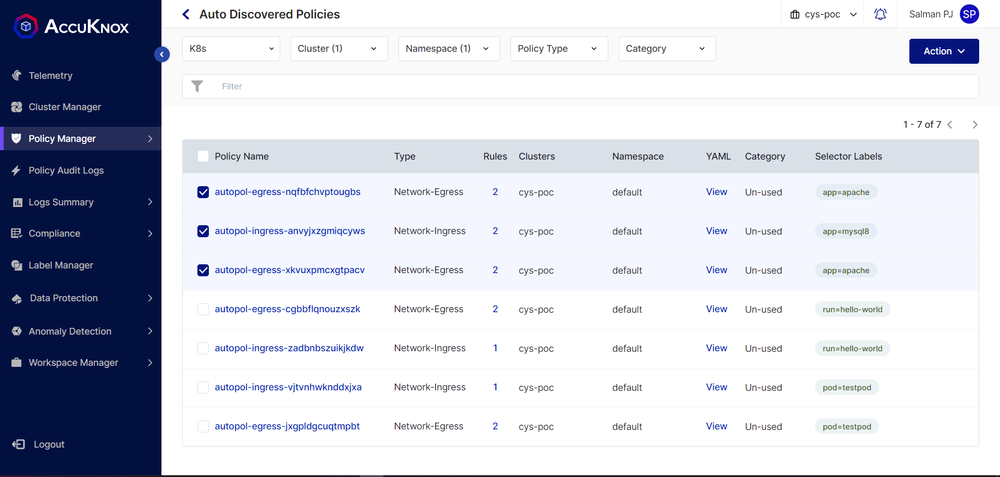 ACCUKNOX
Auto Discovered Policies
cys-poc
Salman PJ
SP
K8s
Cluster (1)
Namespace (1)
Policy Type
Category
Action
Filter
Telemetry
Cluster Manager
Policy Manager
Policy Audit Logs
Logs Summary
Compliance
Label Manager
Data Protection
Anomaly Detection
Workspace Manager
Logout
1 - 7 of 7
Policy Name Type Rules Clusters Namespace YAML Category Selector Labels
autopol-egress-nqfbfchvptougbs Network-Egress 2 cys-poc default View Un-used app=apache
autopol-ingress-anvyjxzgmiqcyws Network-Ingress 2 cys-poc default View Un-used app=mysql8
autopol-egress-xkvuxpmcxgtpacv Network-Egress 2 cys-poc default View Un-used app=apache
autopol-egress-cgbbflqnouzxszk Network-Egress 2 cys-poc default View Un-used run=hello-world
autopol-ingress-zadbnbszuikjkdw Network-Ingress 1 cys-poc default View Un-used run=hello-world
autopol-ingress-vjtvnhwknddxjxa Network-Ingress 1 cys-poc default View Un-used pod=testpod
autopol-egress-jxgpldgcuqtmpbt Network-Egress 2 cys-poc default View Un-used pod=testpod